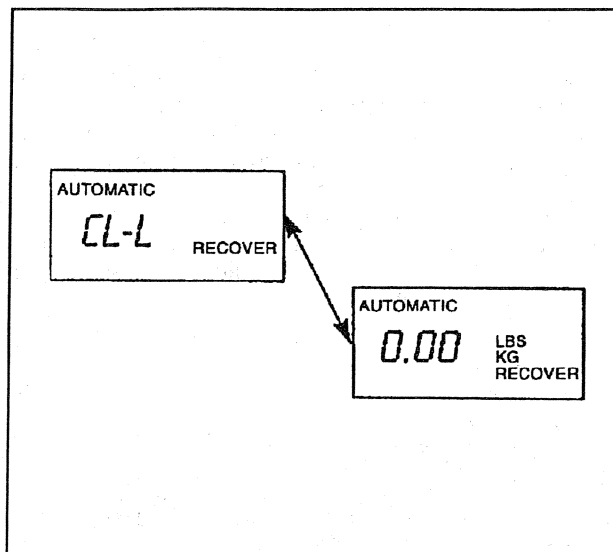 AUTOMATIC
CL-L RECOVER
AUTOMATIC
0.00 LBS
KG
RECOVER